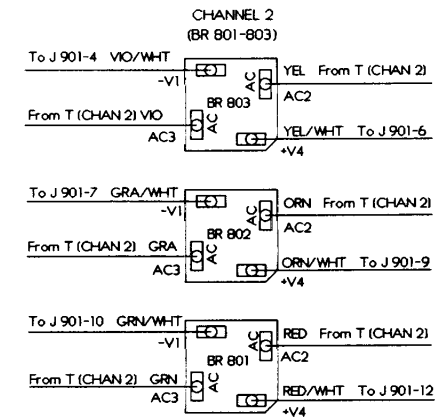 CHANNEL 2
(BR 801-803)
To J 901-4 VIO/WHT
-V1
YEL From T (CHAN 2)
AC
AC2
BR 803
From T (CHAN 2) VIO
AC
AC3
YEL/WHT To J 901-6
+V4
To J 901-7 GRA/WHT
-V1
ORN From T (CHAN 2)
AC
AC2
BR 802
From T (CHAN 2) GRA
AC
AC3
ORN/WHT To J 901-9
+V4
To J 901-10 GRN/WHT
-V1
RED From T (CHAN 2)
AC
AC2
BR 801
From T (CHAN 2) GRN
AC
AC3
RED/WHT To J 901-12
+V4